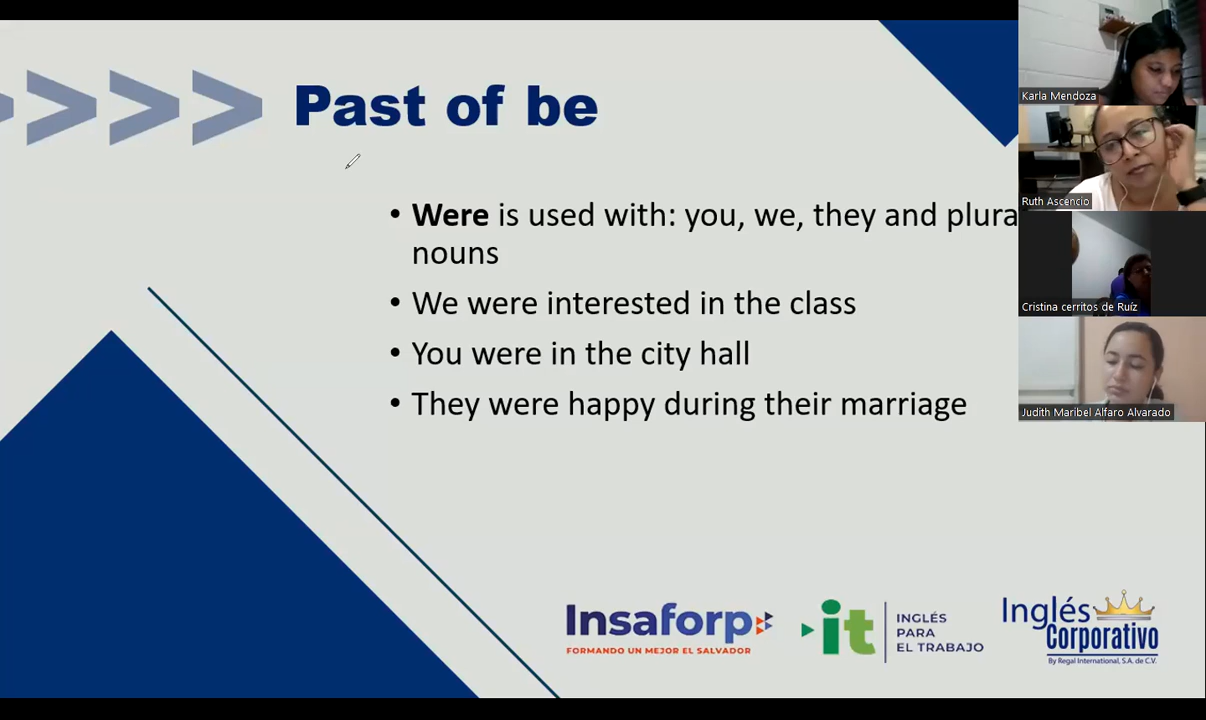 Past of be
• Were is used with: you, we, they and plura
nouns
• We were interested in the class
• You were in the city hall
• They were happy during their marriage
Karla Mendoza
Ruth Ascencio
Cristina cerritos de Ruíz
Judith Maribel Alfaro Alvarado
Insaforp
FORMANDO UN MEJOR EL SALVADOR
it
INGLÉS
PARA
EL TRABAJO
Inglés
Corporativo
By Regal International, S.A. de C.V.